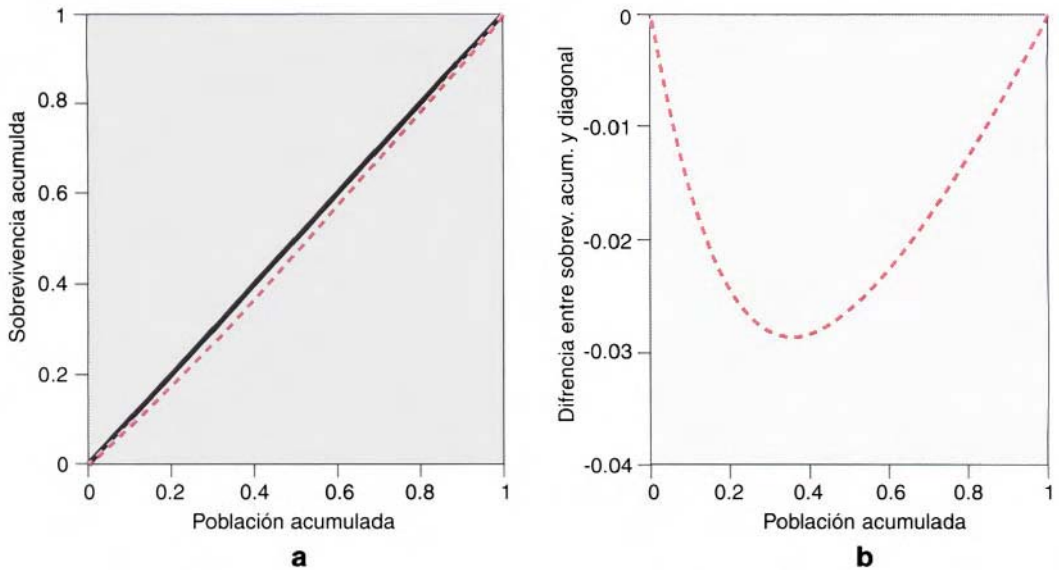 1
0.8
0.6
0.4
0.2
0
Sobrevivencia acumulda
0 0.2 0.4 0.6 0.8 1
Población acumulada
a
0
-0.01
-0.02
-0.03
-0.04
Difrencia entre sobrev. acum. y diagonal
0 0.2 0.4 0.6 0.8 1
Población acumulada
b